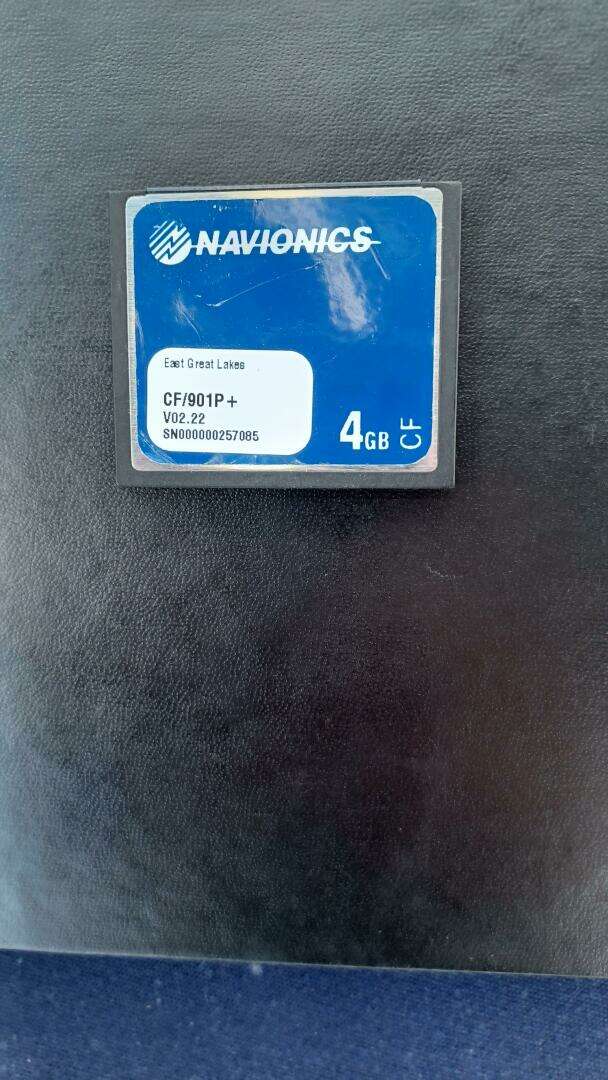 NAVIONICS
East Great Lakes
CF/901P+
V02.22
SN000000257085
4GB CF